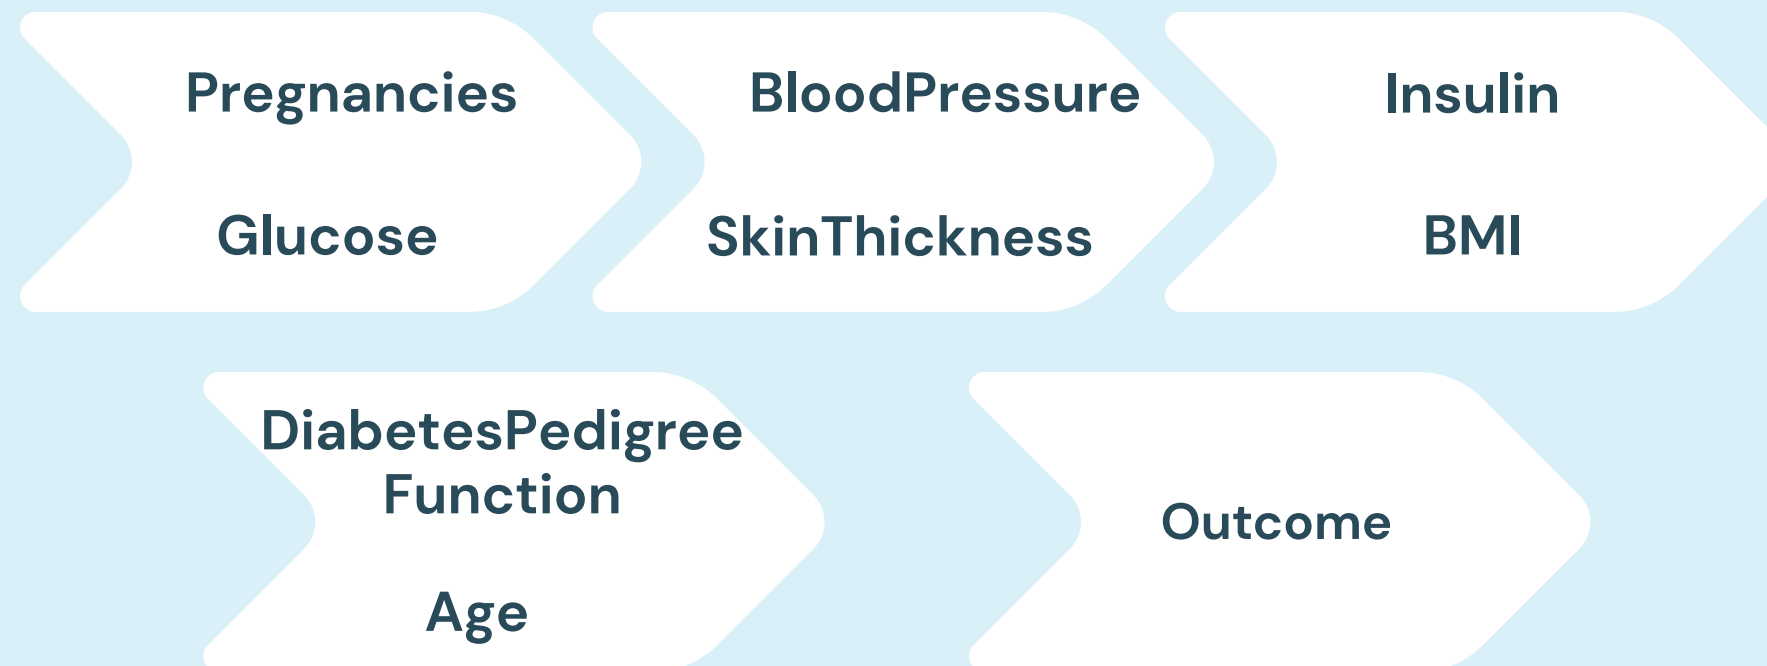 Pregnancies
Glucose
BloodPressure
SkinThickness
Insulin
BMI
DiabetesPedigree
Function
Age
Outcome